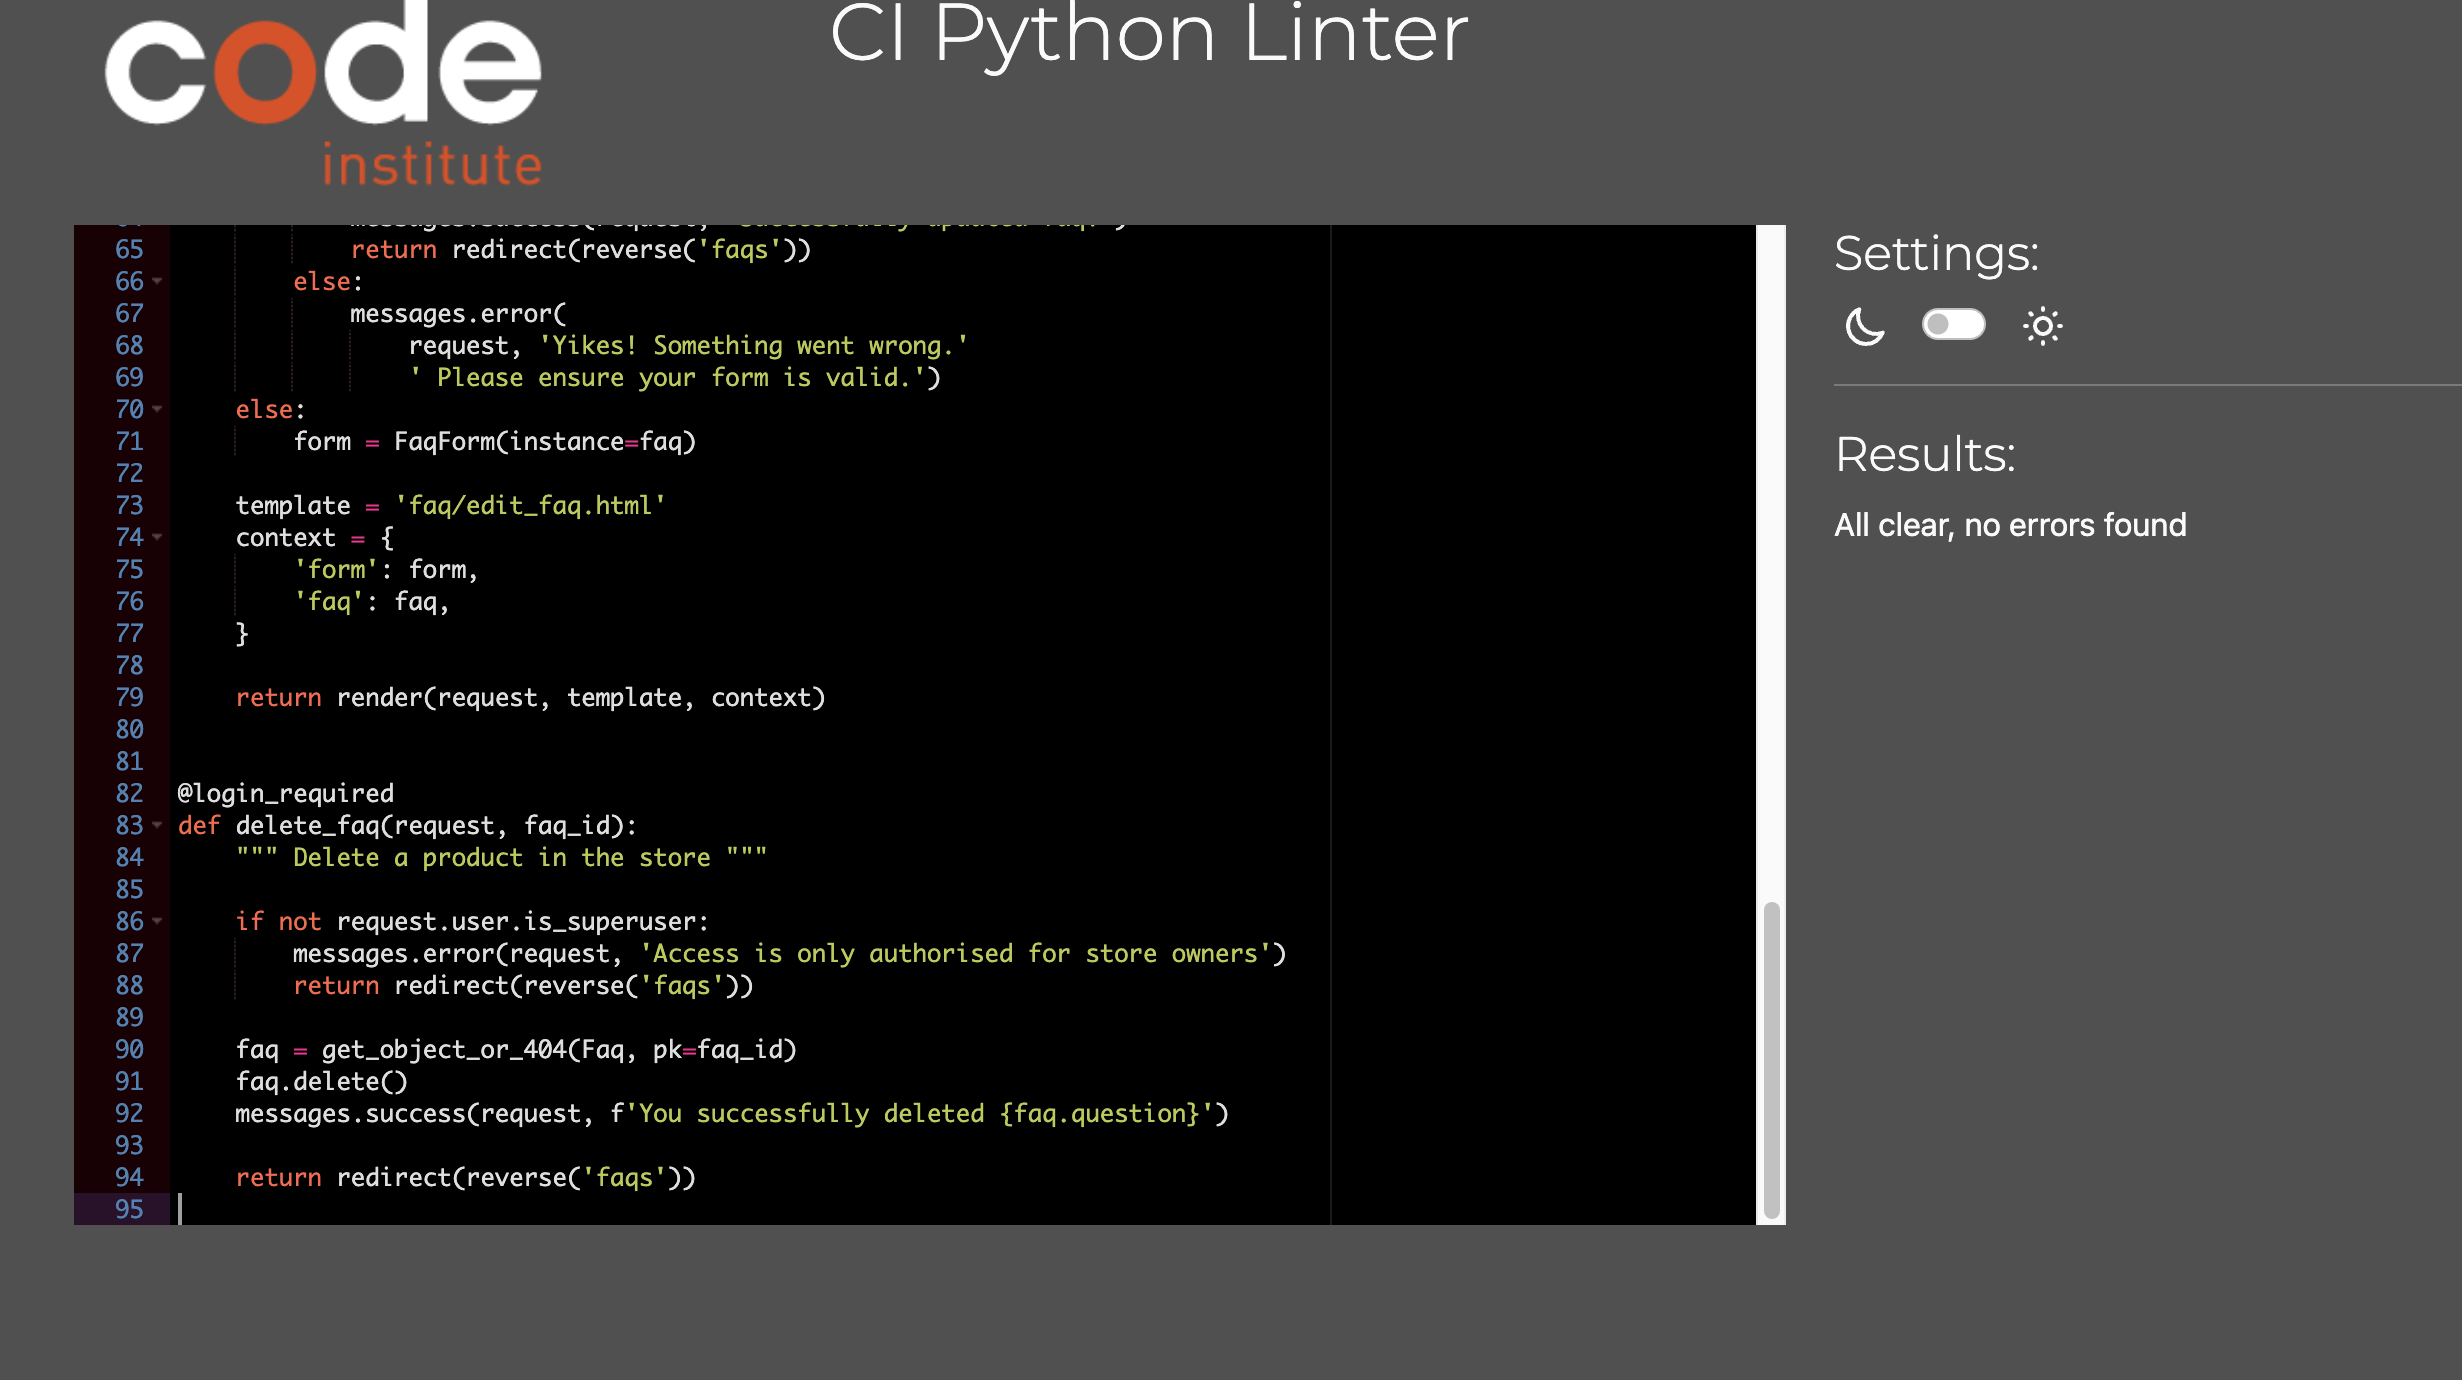 code
institute
CI Python Linter
65 return redirect(reverse('faqs'))
66 else:
67 messages.error(
68 request, 'Yikes! Something went wrong.'
69 ' Please ensure your form is valid.')
70 else:
71 form = FaqForm(instance=faq)
72
73 template = 'faq/edit_faq.html'
74 context = {
75 'form': form,
76 'faq': faq,
77 }
78
79 return render(request, template, context)
80
81
82 @login_required
83 def delete_faq(request, faq_id):
84 """ Delete a product in the store """
85
86 if not request.user.is_superuser:
87 messages.error(request, 'Access is only authorised for store owners')
88 return redirect(reverse('faqs'))
89
90 faq = get_object_or_404(Faq, pk=faq_id)
91 faq.delete()
92 messages.success(request, f'You successfully deleted {faq.question}')
93
94 return redirect(reverse('faqs'))
95
Settings:
Results:
All clear, no errors found